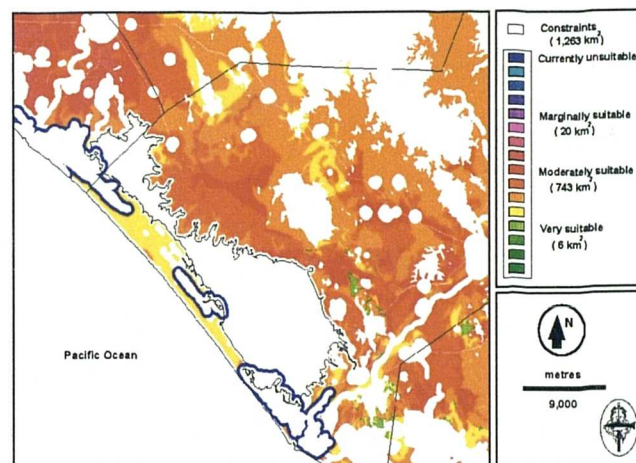 Constraints
(1,263 km²)
Currently unsuitable
Marginally suitable
(20 km²)
Moderately suitable
(743 km²)
Very suitable
(6 km²)
Pacific Ocean
N
metres
9,000